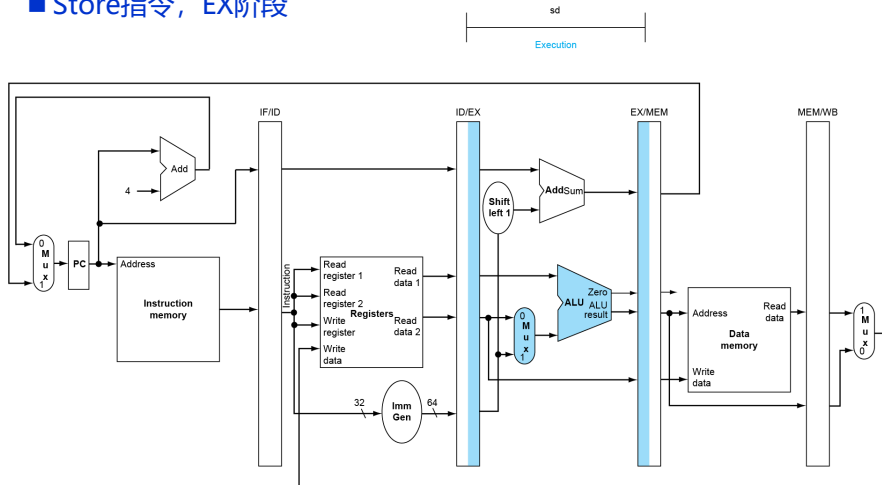 ■ Store指令，EX阶段
sd
Execution
IF/ID
ID/EX
EX/MEM
MEM/WB
Add
4
Shift
left 1
Add Sum
0
M
u
x
1
PC
Address
Instruction
memory
Instruction
Read
register 1
Read
register 2
Write
register
Write
data
Registers
Read
data 1
Read
data 2
0
M
u
x
1
ALU
Zero
ALU
result
Address
Read
data
Data
memory
Write
data
1
M
u
x
0
32
Imm
Gen
64